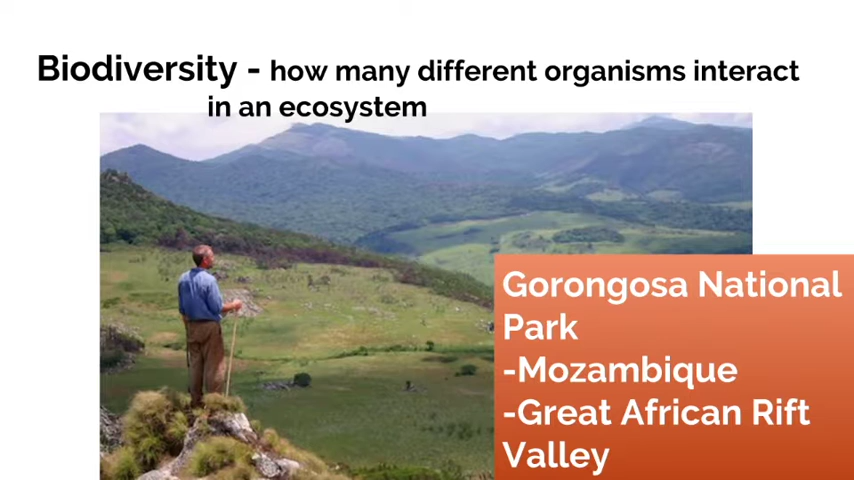 Biodiversity - how many different organisms interact
in an ecosystem
Gorongosa National
Park
-Mozambique
-Great African Rift
Valley